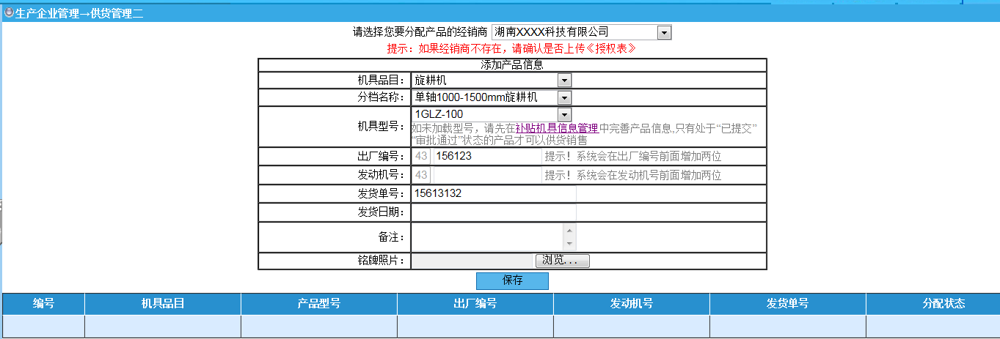 生产企业管理→供货管理二
请选择您要分配产品的经销商 湖南XXXX科技有限公司
提示：如果经销商不存在，请确认是否上传《授权表》
添加产品信息
机具品目： 旋耕机
分档名称： 单轴1000-1500mm旋耕机
机具型号： 1GLZ-100
如未加载型号，请先在补贴机具信息管理中完善产品信息,只有处于“已提交”
“审批通过”状态的产品才可以供货销售
出厂编号： 43 156123 提示！系统会在出厂编号前面增加两位
发动机号： 43 提示！系统会在发动机号前面增加两位
发货单号： 15613132
发货日期：
备注：
铭牌照片： 浏览...
保存
编号 机具品目 产品型号 出厂编号 发动机号 发货单号 分配状态